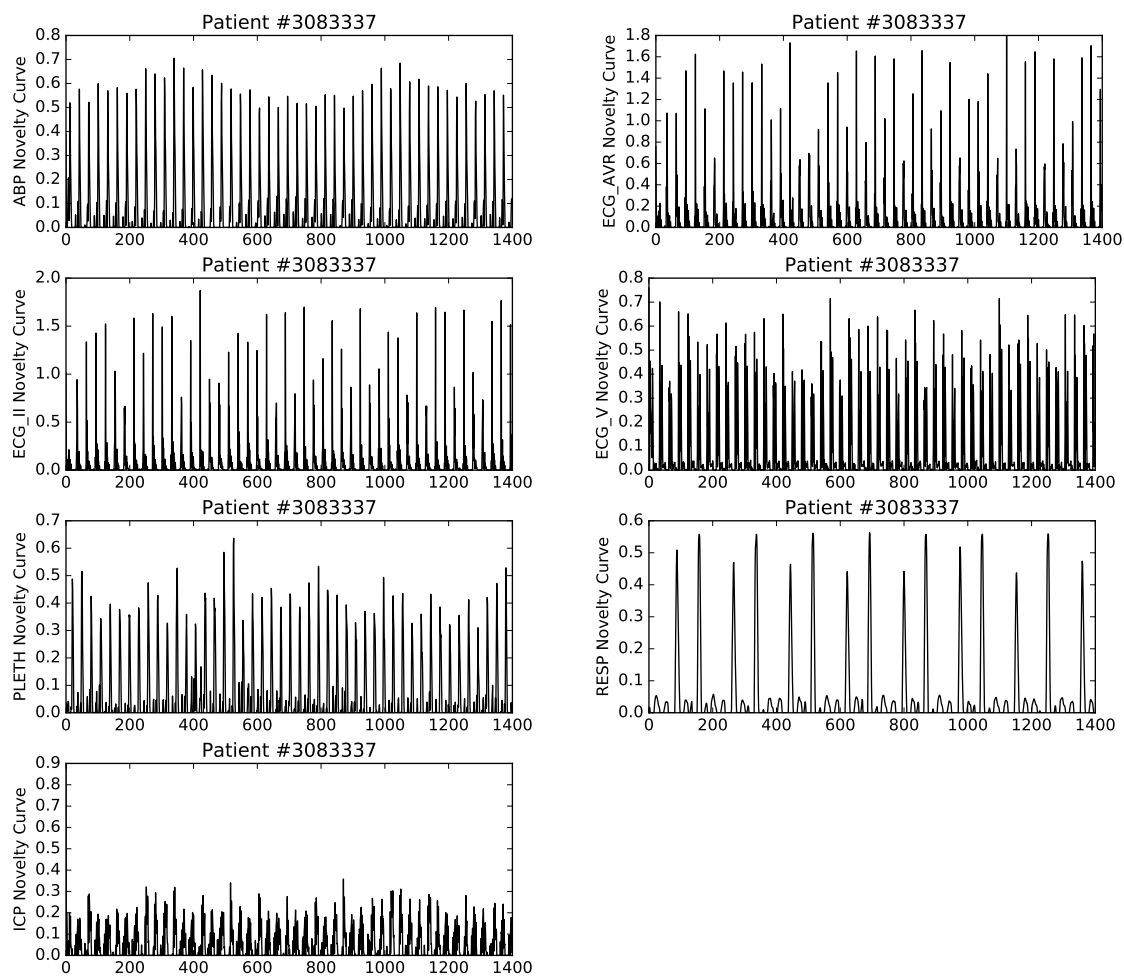 Patient #3083337
ABP Novelty Curve
0.8
0.7
0.6
0.5
0.4
0.3
0.2
0.1
0.0
0 200 400 600 800 1000 1200 1400
Patient #3083337
ECG_AVR Novelty Curve
1.8
1.6
1.4
1.2
1.0
0.8
0.6
0.4
0.2
0.0
0 200 400 600 800 1000 1200 1400
Patient #3083337
ECG_II Novelty Curve
2.0
1.5
1.0
0.5
0.0
0 200 400 600 800 1000 1200 1400
Patient #3083337
ECG_V Novelty Curve
0.8
0.7
0.6
0.5
0.4
0.3
0.2
0.1
0.0
0 200 400 600 800 1000 1200 1400
Patient #3083337
PLETH Novelty Curve
0.7
0.6
0.5
0.4
0.3
0.2
0.1
0.0
0 200 400 600 800 1000 1200 1400
Patient #3083337
RESP Novelty Curve
0.6
0.5
0.4
0.3
0.2
0.1
0.0
0 200 400 600 800 1000 1200 1400
Patient #3083337
ICP Novelty Curve
0.9
0.8
0.7
0.6
0.5
0.4
0.3
0.2
0.1
0.0
0 200 400 600 800 1000 1200 1400